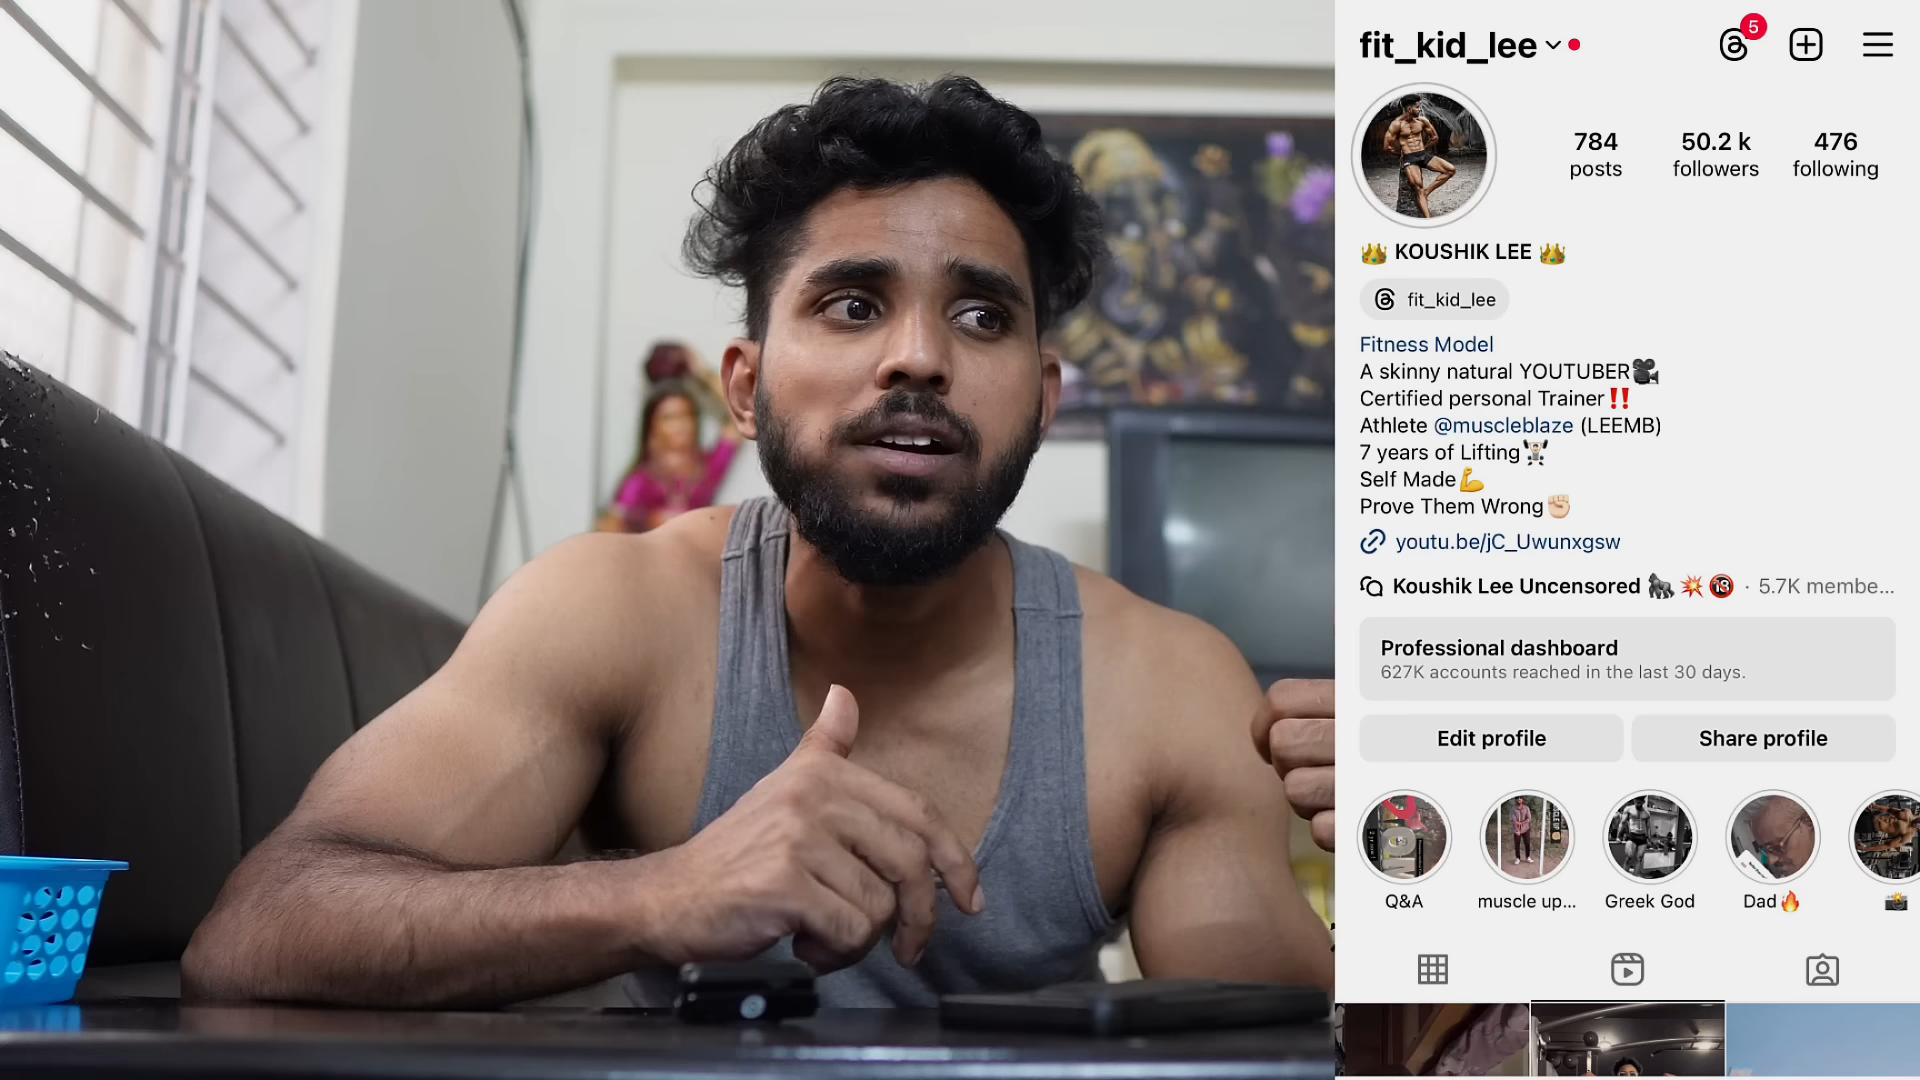 fit_kid_lee
5
784 posts
50.2 k followers
476 following
👑 KOUSHIK LEE 👑
fit_kid_lee
Fitness Model
A skinny natural YOUTUBER🎥
Certified personal Trainer‼️
Athlete @muscleblaze (LEEMB)
7 years of Lifting🏋🏻
Self Made💪
Prove Them Wrong✊🏻
youtu.be/jC_Uwunxgsw
Koushik Lee Uncensored 🦍💥🔞 · 5.7K membe...
Professional dashboard
627K accounts reached in the last 30 days.
Edit profile
Share profile
Q&A
muscle up...
Greek God
Dad🔥
📸